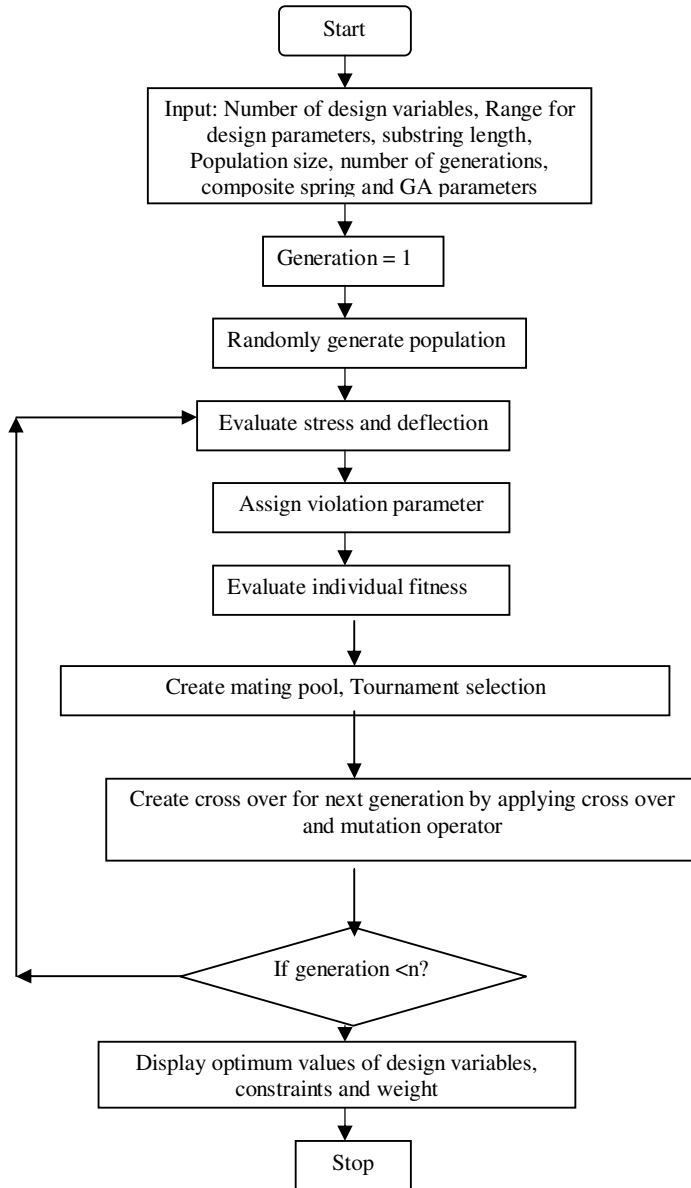 Start
Input: Number of design variables, Range for
design parameters, substring length,
Population size, number of generations,
composite spring and GA parameters
Generation = 1
Randomly generate population
Evaluate stress and deflection
Assign violation parameter
Evaluate individual fitness
Create mating pool, Tournament selection
Create cross over for next generation by applying cross over
and mutation operator
If generation <n?
Display optimum values of design variables,
constraints and weight
Stop